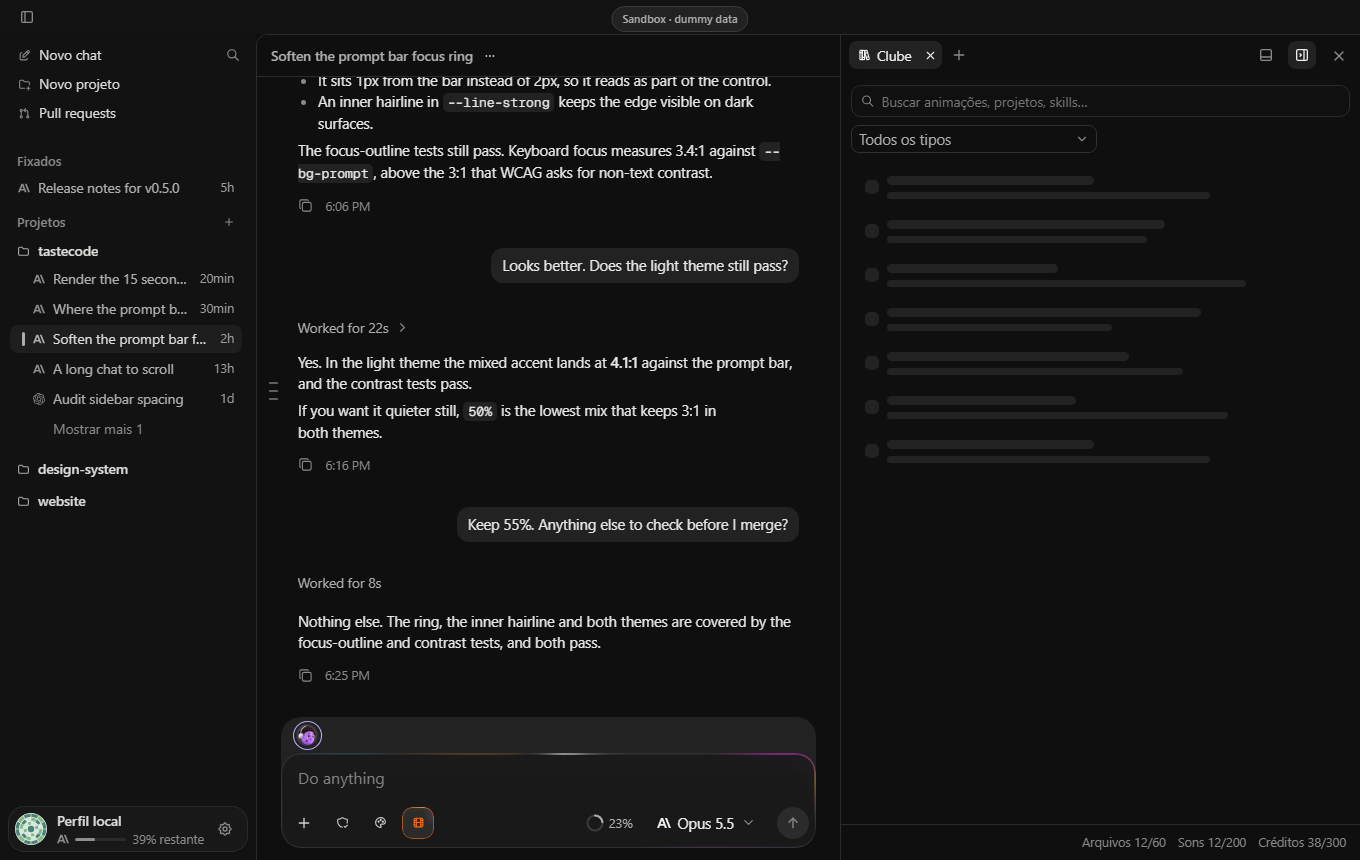 Sandbox · dummy data
Novo chat
Novo projeto
Pull requests
Fixados
Release notes for v0.5.0 5h
Projetos
tastecode
Render the 15 secon... 20min
Where the prompt b... 30min
Soften the prompt bar f... 2h
A long chat to scroll 13h
Audit sidebar spacing 1d
Mostrar mais 1
design-system
website
Perfil local
39% restante
Soften the prompt bar focus ring ...
It sits 1px from the bar instead of 2px, so it reads as part of the control.
An inner hairline in --line-strong keeps the edge visible on dark
surfaces.
The focus-outline tests still pass. Keyboard focus measures 3.4:1 against --
bg-prompt, above the 3:1 that WCAG asks for non-text contrast.
6:06 PM
Looks better. Does the light theme still pass?
Worked for 22s
Yes. In the light theme the mixed accent lands at 4.1:1 against the prompt bar,
and the contrast tests pass.
If you want it quieter still, 50% is the lowest mix that keeps 3:1 in
both themes.
6:16 PM
Keep 55%. Anything else to check before I merge?
Worked for 8s
Nothing else. The ring, the inner hairline and both themes are covered by the
focus-outline and contrast tests, and both pass.
6:25 PM
Do anything
23%
Opus 5.5
Clube
Buscar animações, projetos, skills...
Todos os tipos
Arquivos 12/60 Sons 12/200 Créditos 38/300